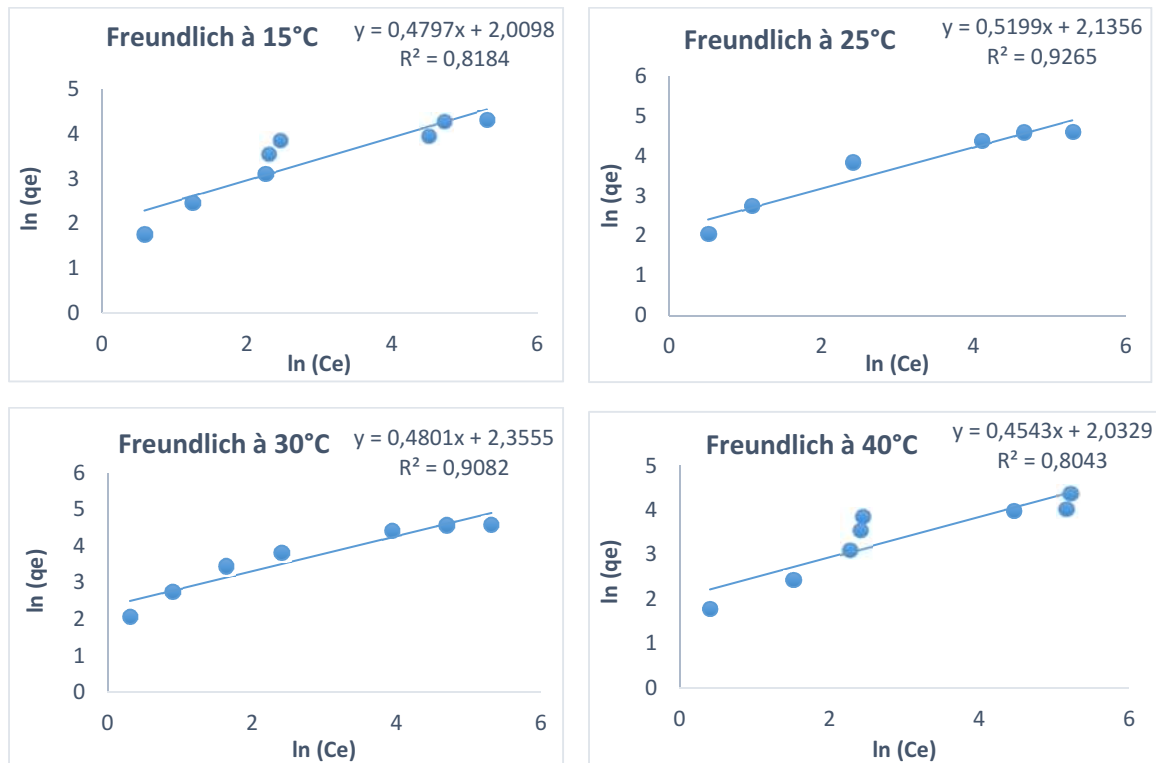 Freundlich à 15°C
y = 0,4797x + 2,0098
R² = 0,8184
5
4
3
2
1
0
0 2 4 6
ln (qe)
ln (Ce)
Freundlich à 25°C
y = 0,5199x + 2,1356
R² = 0,9265
6
5
4
3
2
1
0
0 2 4 6
ln (qe)
ln (Ce)
Freundlich à 30°C
y = 0,4801x + 2,3555
R² = 0,9082
6
5
4
3
2
1
0
0 2 4 6
ln (qe)
ln (Ce)
Freundlich à 40°C
y = 0,4543x + 2,0329
R² = 0,8043
5
4
3
2
1
0
0 2 4 6
ln (qe)
ln (Ce)